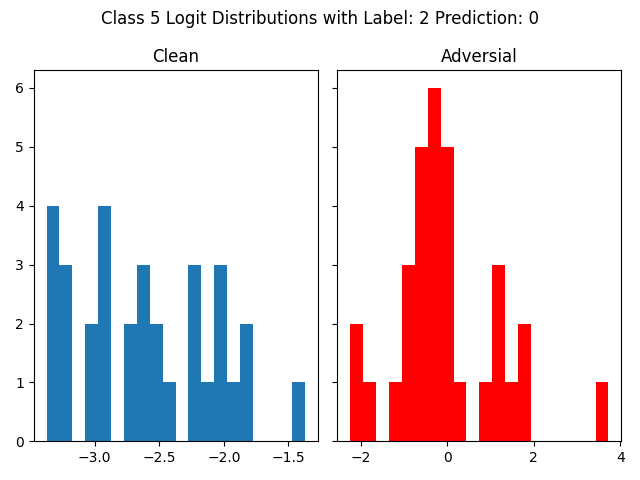 Class 5 Logit Distributions with Label: 2 Prediction: 0
Clean
Adversial
6
5
4
3
2
1
0
−3.0 −2.5 −2.0 −1.5
−2 0 2 4